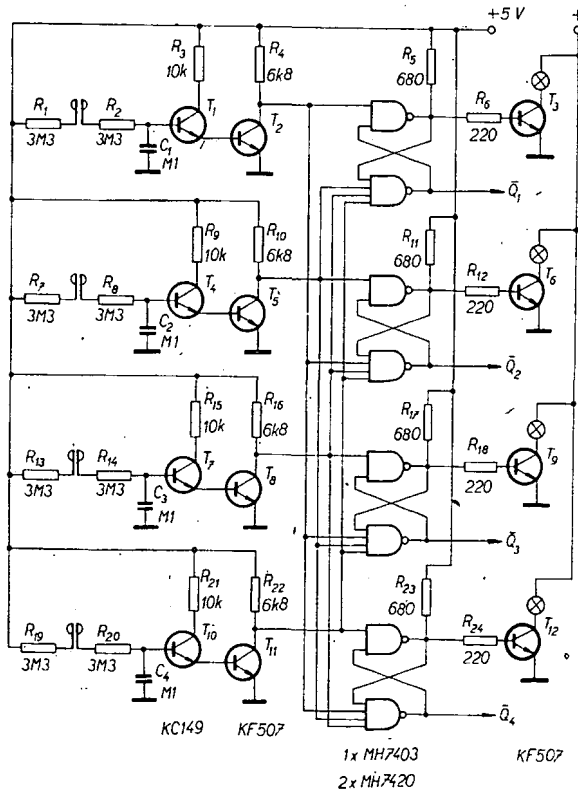 +5 V
+
R3
10k
R4
6k8
R5
680
R1
3M3
R2
3M3
C1
M1
T1
T2
R6
220
T3
Q̄1
R9
10k
R10
6k8
R11
680
R7
3M3
R8
3M3
C2
M1
T4
T5
R12
220
T6
Q̄2
R15
10k
R16
6k8
R17
680
R13
3M3
R14
3M3
C3
M1
T7
T8
R18
220
T9
Q̄3
R21
10k
R22
6k8
R23
680
R19
3M3
R20
3M3
C4
M1
T10
T11
R24
220
T12
Q̄4
KC149 KF507
1x MH7403
2x MH7420
KF507